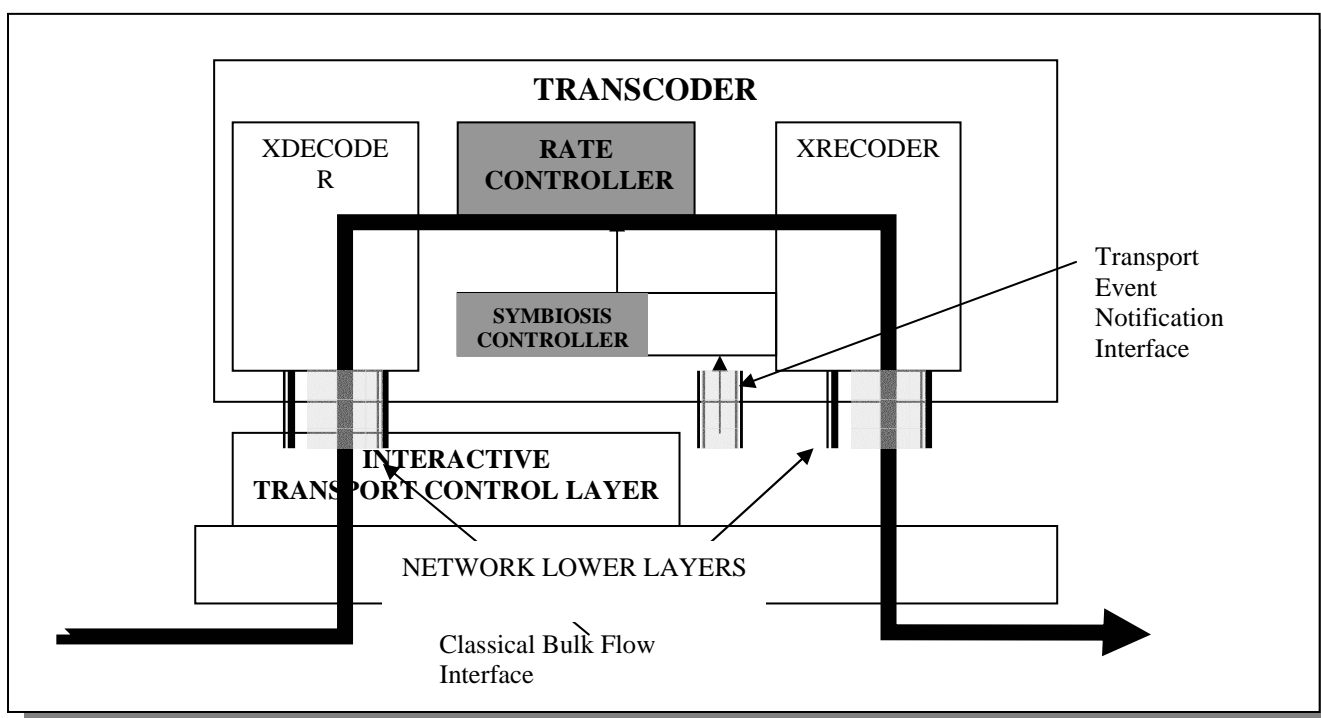 TRANSCODER
XDECODE
R
RATE
CONTROLLER
XRECODER
SYMBIOSIS
CONTROLLER
Transport
Event
Notification
Interface
INTERACTIVE
TRANSPORT CONTROL LAYER
NETWORK LOWER LAYERS
Classical Bulk Flow
Interface